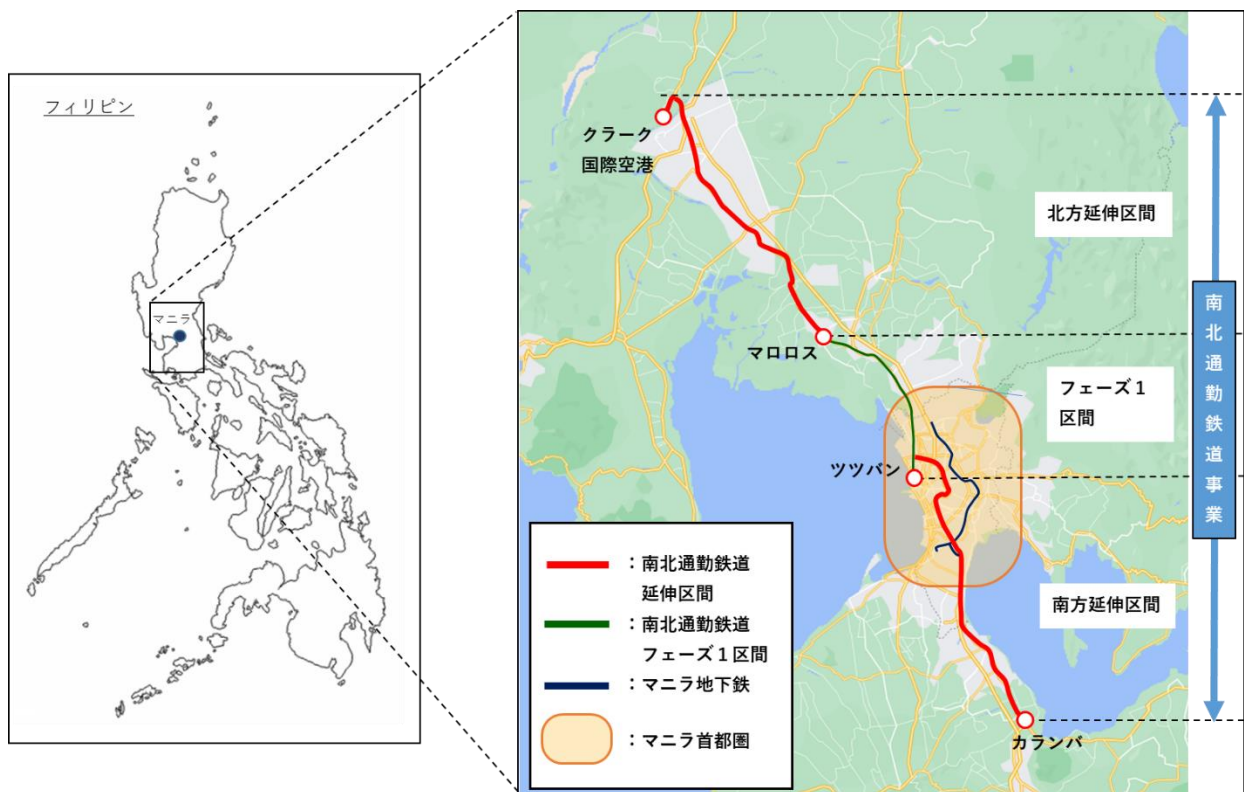 フィリピン
マニラ
クラーク
国際空港
北方延伸区間
マロロス
フェーズ1
区間
ツツバン
南方延伸区間
カランバ
南北通勤鉄道事業
:南北通勤鉄道
延伸区間
:南北通勤鉄道
フェーズ1区間
:マニラ地下鉄
:マニラ首都圏